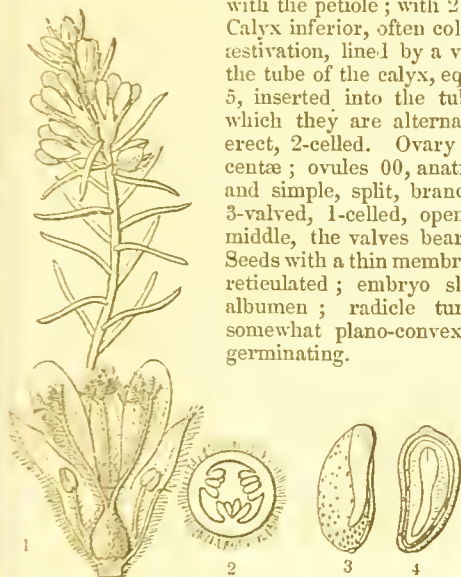 with the petiole ; with 2
Calyx inferior, often col
æstivation, lined by a v
the tube of the calyx, eq
5, inserted into the tu
which they are alterna
erect, 2-celled. Ovary
centæ ; ovules 00, anat
and simple, split, branc
3-valved, 1-celled, oper
middle, the valves bear
Seeds with a thin membr
reticulated ; embryo sl
albumen ; radicle tur
somewhat plano-convex
germinating.
1
2
3
4